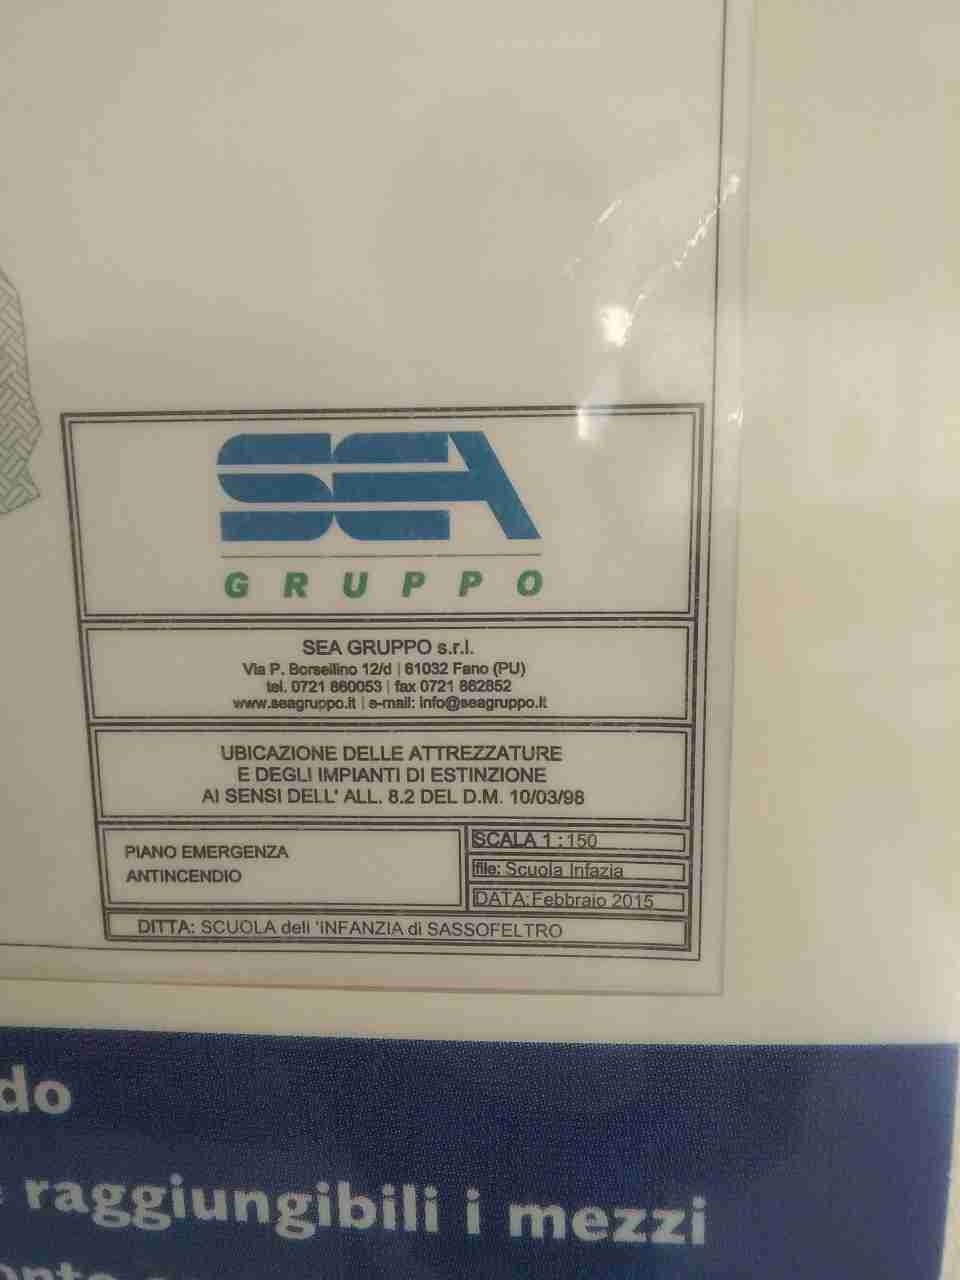 SEA
GRUPPO
SEA GRUPPO s.r.l.
Via P. Borsellino 12/d | 61032 Fano (PU)
tel. 0721 860053 | fax 0721 862852
www.seagruppo.it | e-mail: info@seagruppo.it
UBICAZIONE DELLE ATTREZZATURE
E DEGLI IMPIANTI DI ESTINZIONE
AI SENSI DELL' ALL. 8.2 DEL D.M. 10/03/98
PIANO EMERGENZA
ANTINCENDIO
SCALA 1 : 150
file: Scuola Infazia
DATA: Febbraio 2015
DITTA: SCUOLA dell 'INFANZIA di SASSOFELTRO
do
raggiungibili i mezzi